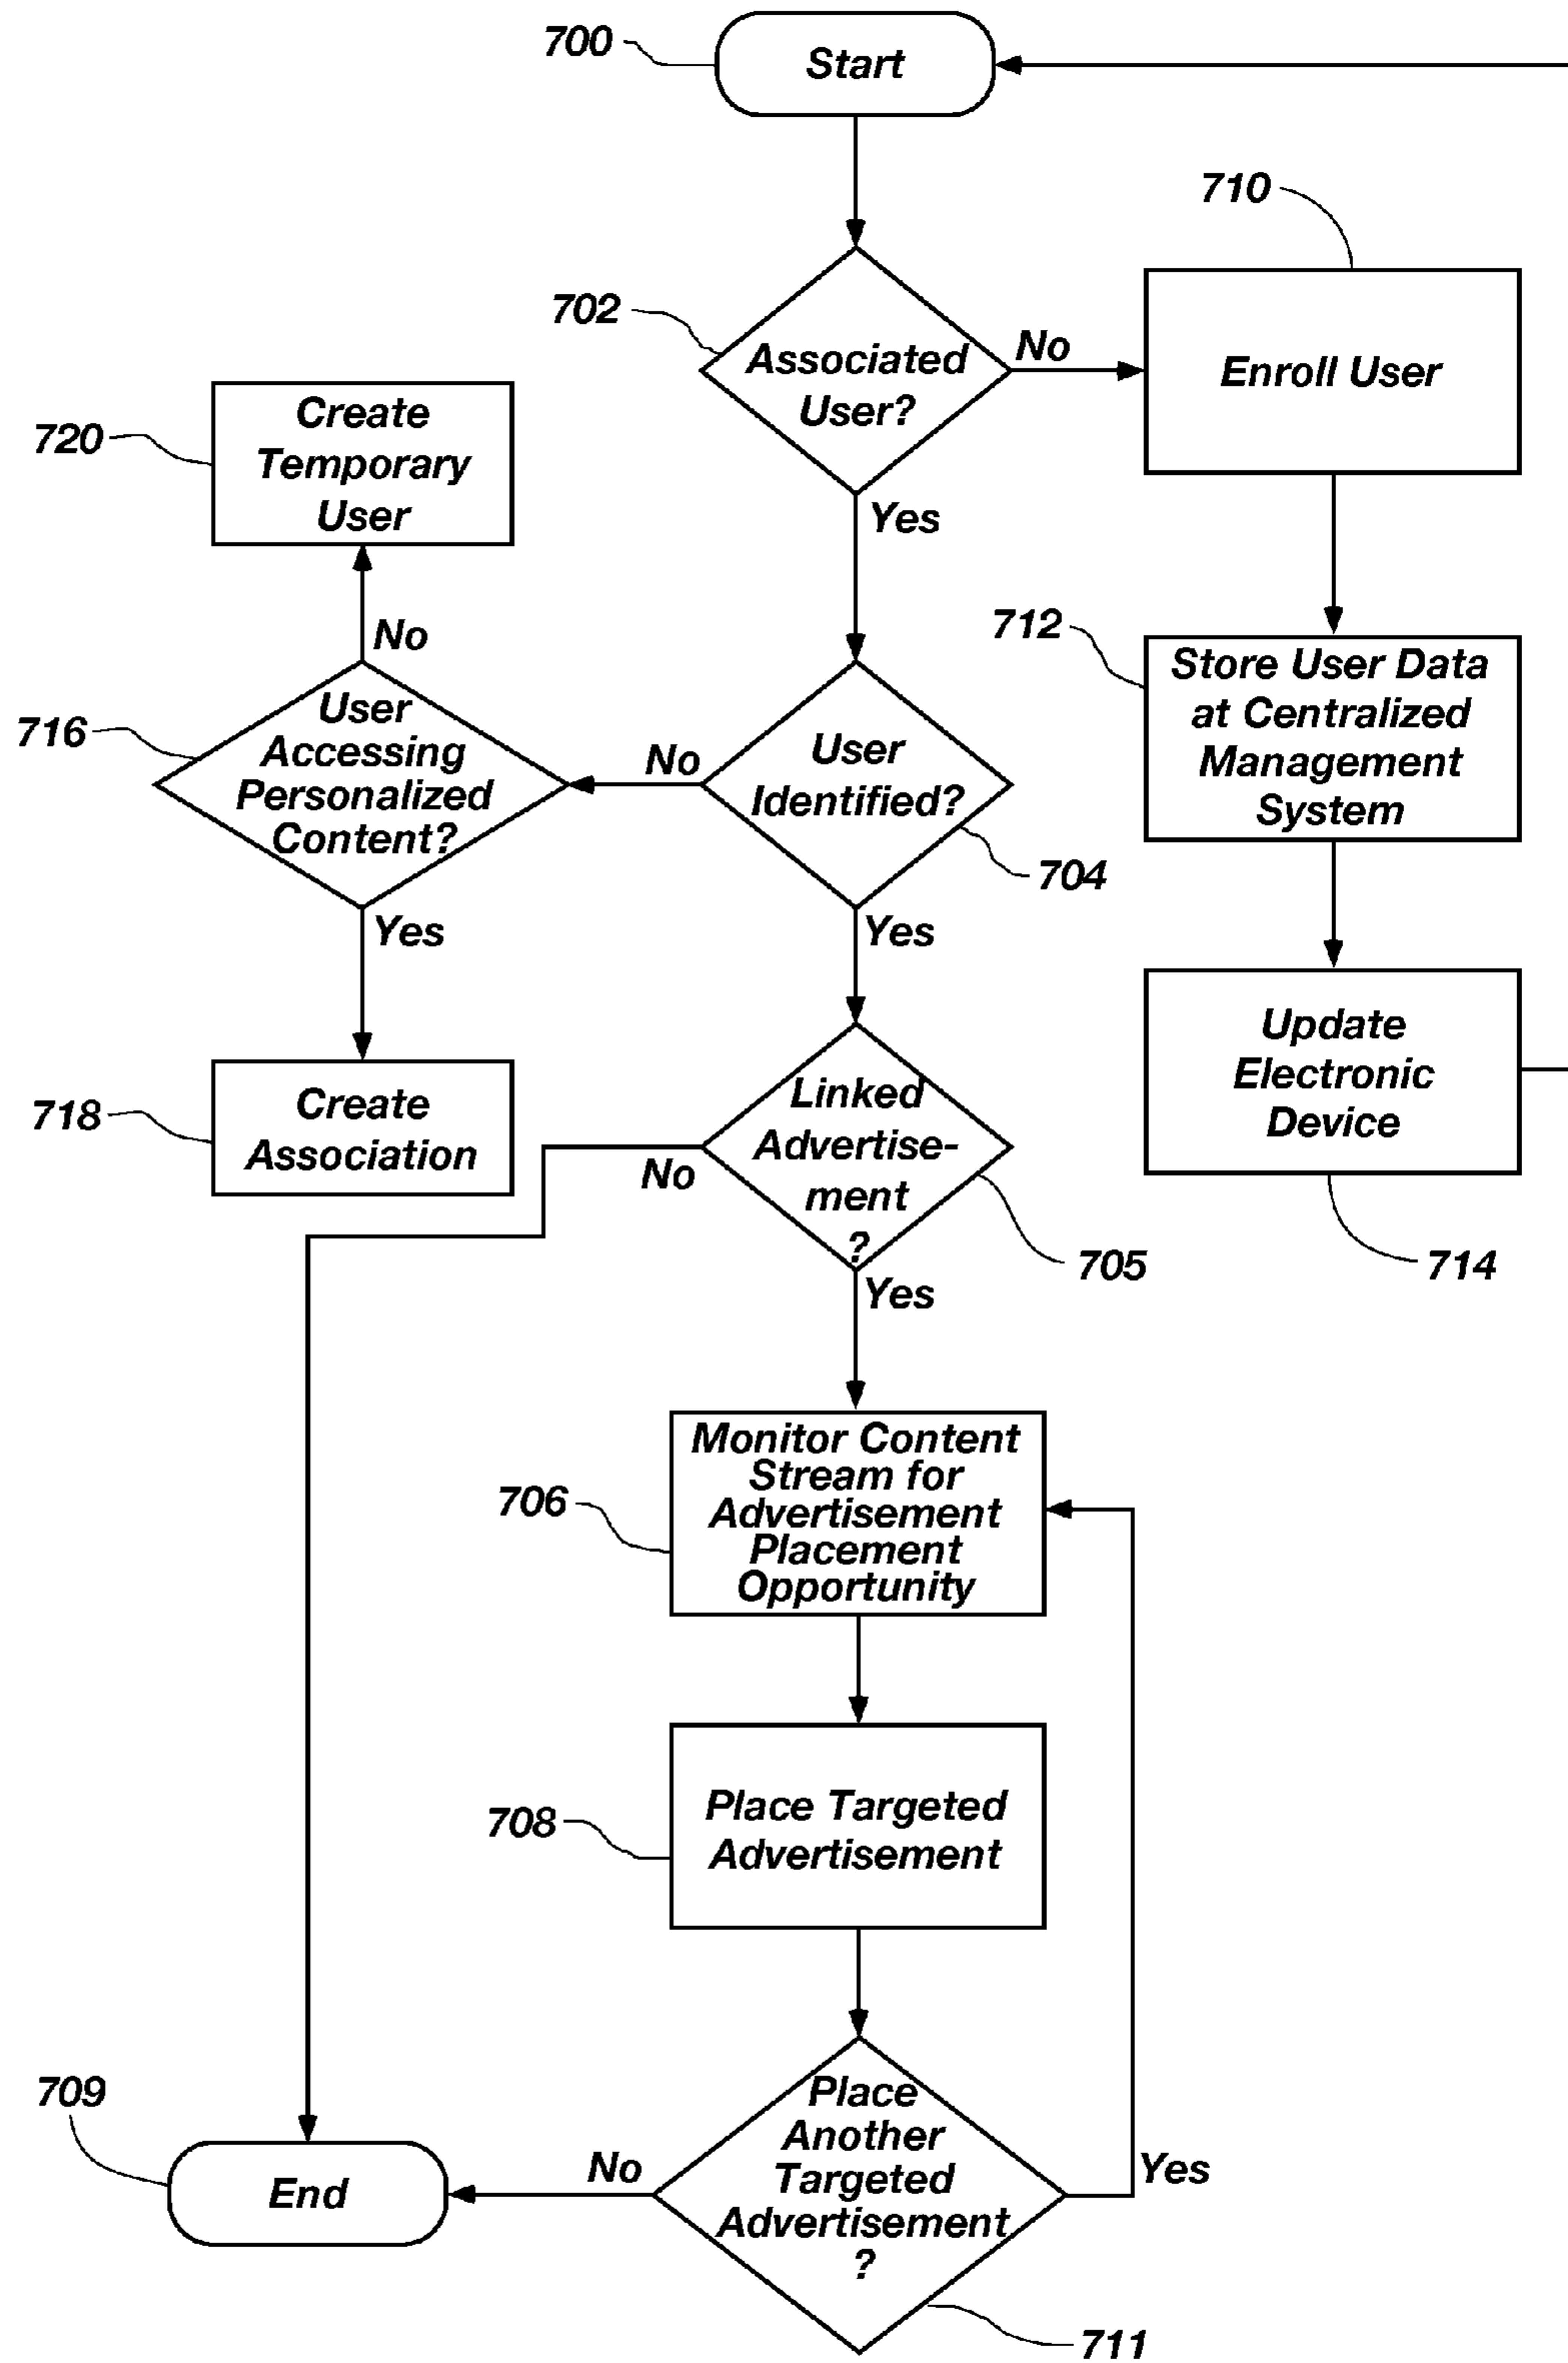 700
Start
710
702
Associated
User?
No
Enroll User
Yes
720
Create
Temporary
User
No
712
Store User Data
at Centralized
Management
System
716
User
Accessing
Personalized
Content?
No
User
Identified?
704
Yes
Yes
Update
Electronic
Device
714
718
Create
Association
Linked
Advertise-
ment
?
No
705
Yes
706
Monitor Content
Stream for
Advertisement
Placement
Opportunity
708
Place Targeted
Advertisement
709
End
No
Place
Another
Targeted
Advertisement
?
Yes
711